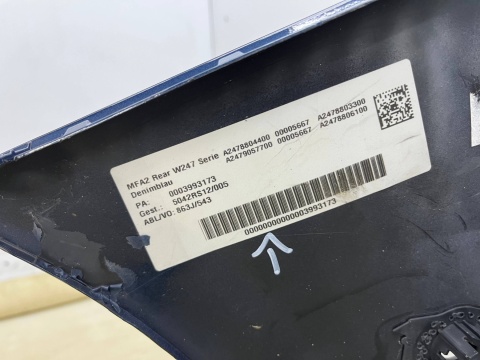 MFA2 Rear W247 Serie A2478804400 00005667 A2478803300
Denimblau A2479057700 00005667 A2478806100
PA: 0003993173
Gest.: 5042RS12/005
ABL/VO: 863J/543
00000000000003993173